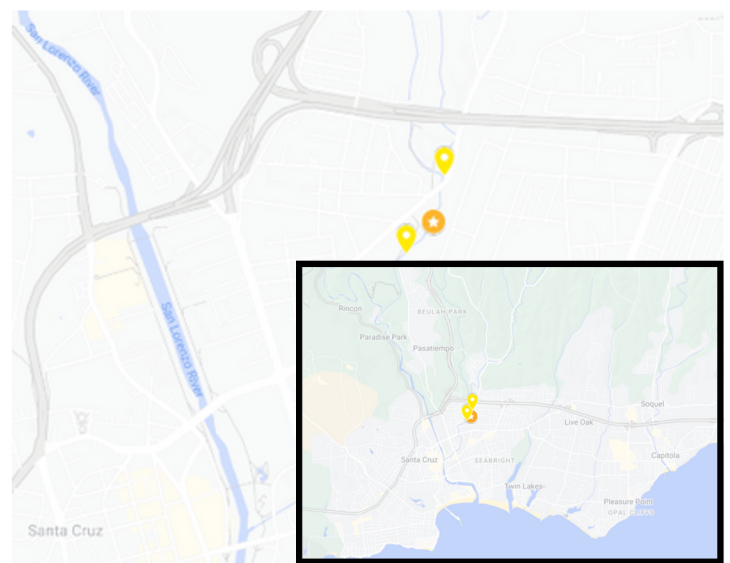 San Lorenzo River
San Lorenzo River
Santa Cruz
Rincon
BEULAH PARK
Paradise Park
Pasatiempo
Soquel
Live Oak
Santa Cruz
SEABRIGHT
Capitola
Twin Lakes
Pleasure Point
OPAL CLIFFS